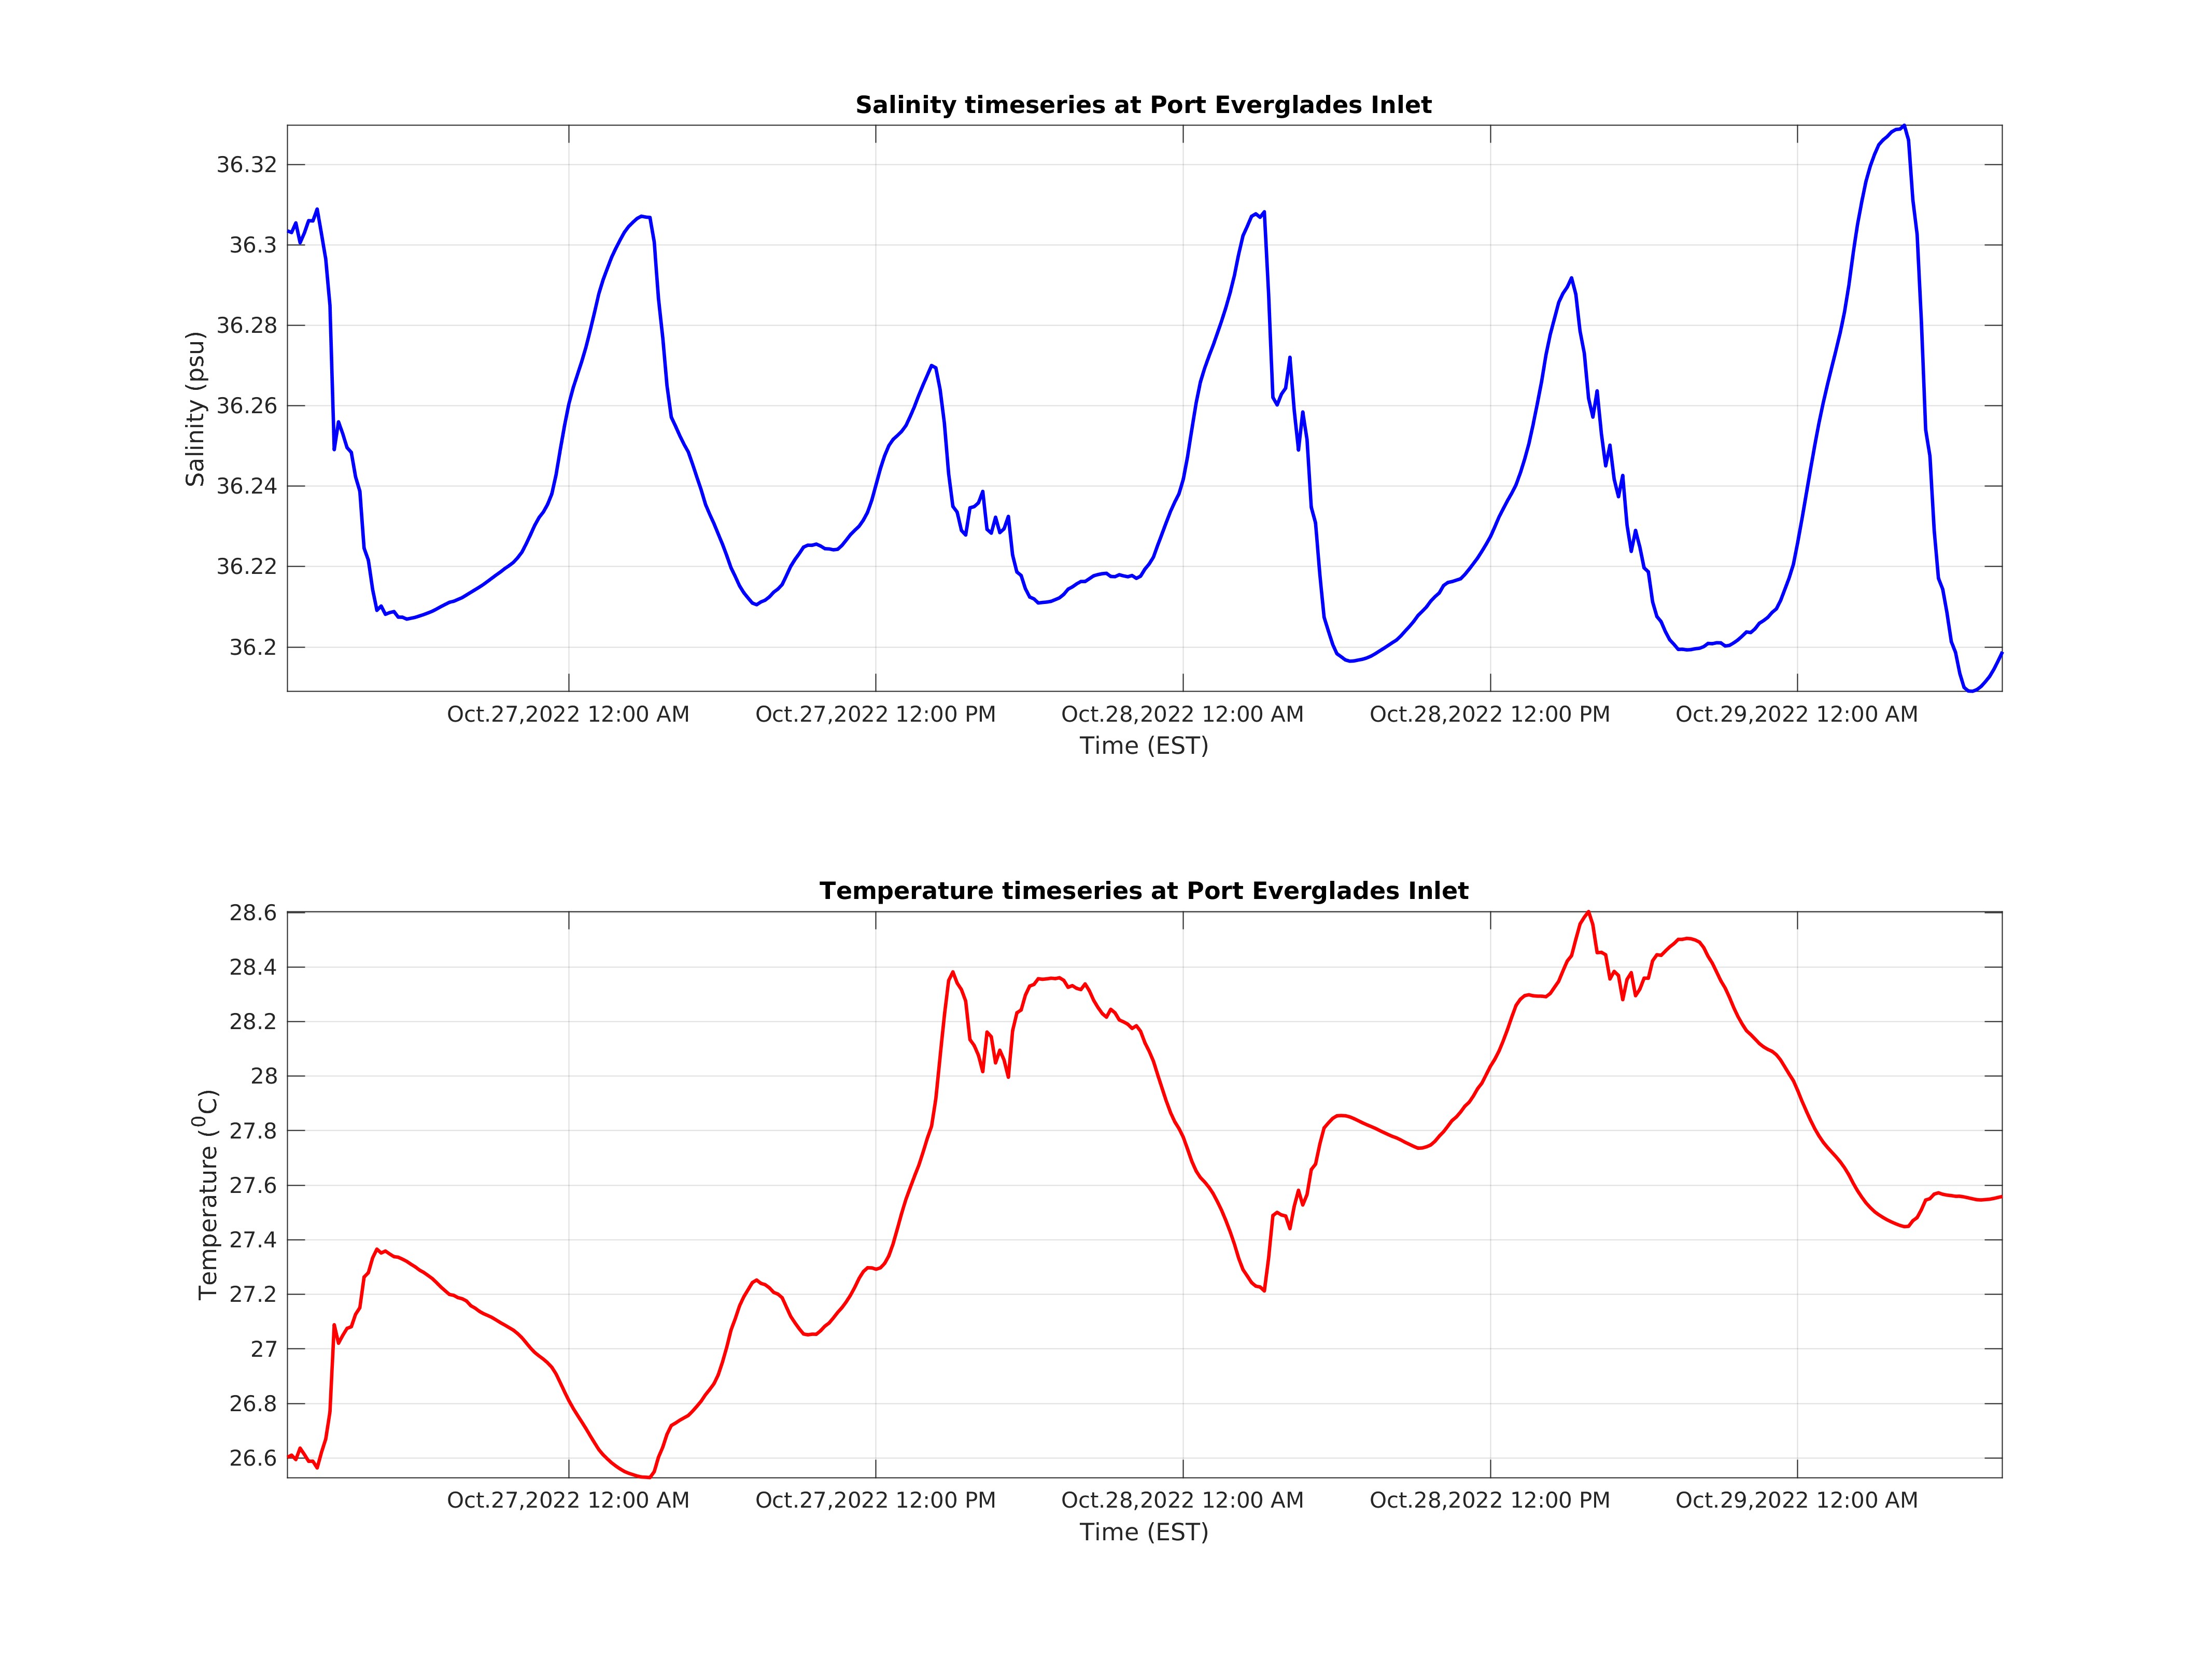 Salinity timeseries at Port Everglades Inlet
Salinity (psu)
36.32
36.3
36.28
36.26
36.24
36.22
36.2
Oct.27,2022 12:00 AM Oct.27,2022 12:00 PM Oct.28,2022 12:00 AM Oct.28,2022 12:00 PM Oct.29,2022 12:00 AM
Time (EST)
Temperature timeseries at Port Everglades Inlet
Temperature (⁰C)
28.6
28.4
28.2
28
27.8
27.6
27.4
27.2
27
26.8
26.6
Oct.27,2022 12:00 AM Oct.27,2022 12:00 PM Oct.28,2022 12:00 AM Oct.28,2022 12:00 PM Oct.29,2022 12:00 AM
Time (EST)